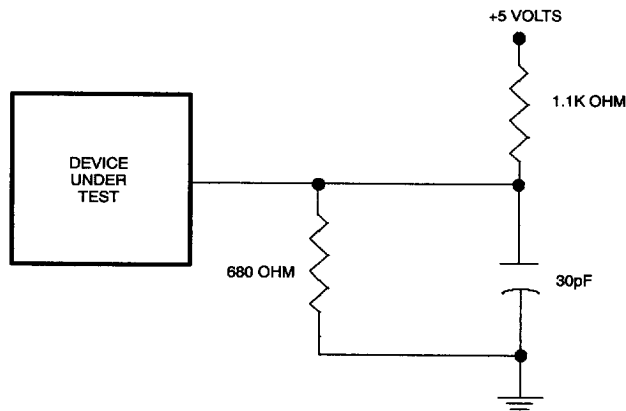 +5 VOLTS
1.1K OHM
DEVICE
UNDER
TEST
680 OHM
30pF